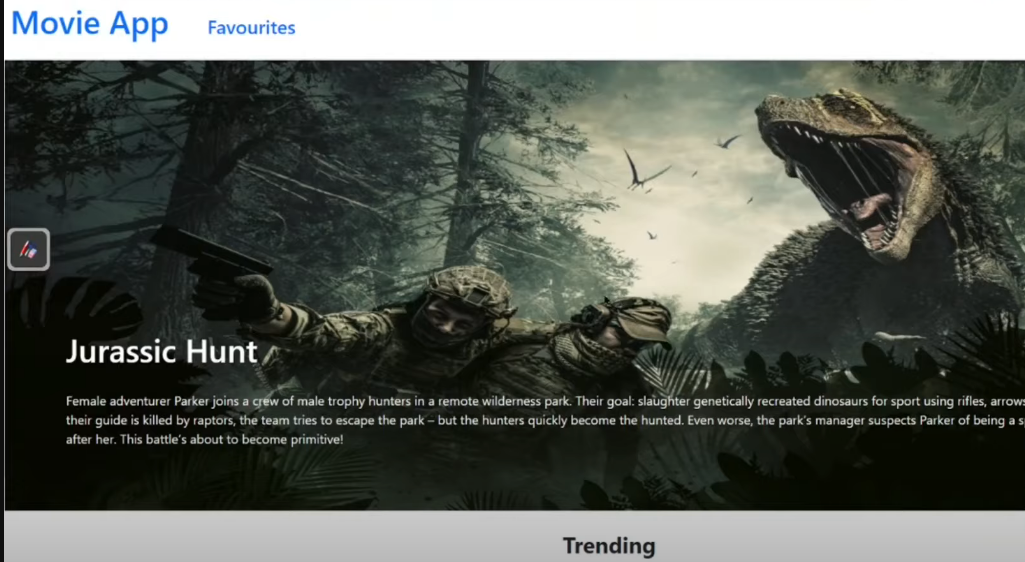 Movie App
Favourites
Jurassic Hunt
Female adventurer Parker joins a crew of male trophy hunters in a remote wilderness park. Their goal: slaughter genetically recreated dinosaurs for sport using rifles, arrows
their guide is killed by raptors, the team tries to escape the park – but the hunters quickly become the hunted. Even worse, the park's manager suspects Parker of being a
after her. This battle's about to become primitive!
Trending